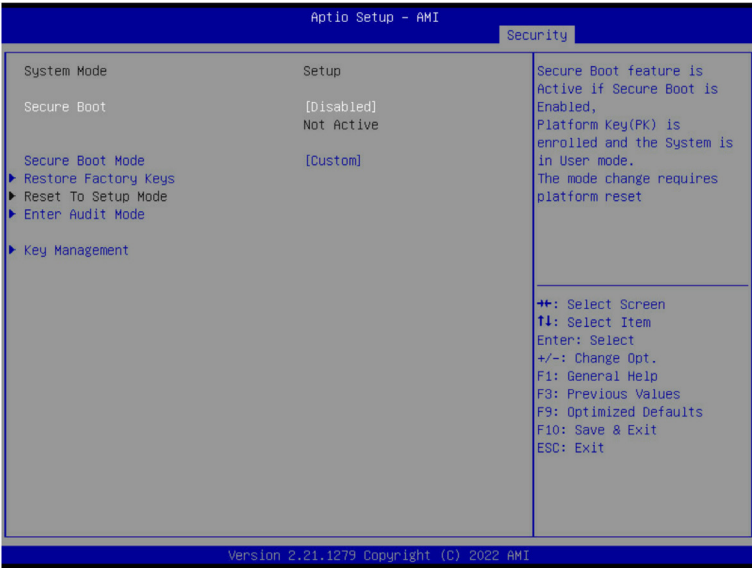 Aptio Setup – AMI
Security
System Mode Setup
Secure Boot [Disabled]
Not Active
Secure Boot Mode [Custom]
▶ Restore Factory Keys
▶ Reset To Setup Mode
▶ Enter Audit Mode
▶ Key Management
Secure Boot feature is
Active if Secure Boot is
Enabled,
Platform Key(PK) is
enrolled and the System is
in User mode.
The mode change requires
platform reset
→←: Select Screen
↑↓: Select Item
Enter: Select
+/-: Change Opt.
F1: General Help
F3: Previous Values
F9: Optimized Defaults
F10: Save & Exit
ESC: Exit
Version 2.21.1279 Copyright (C) 2022 AMI